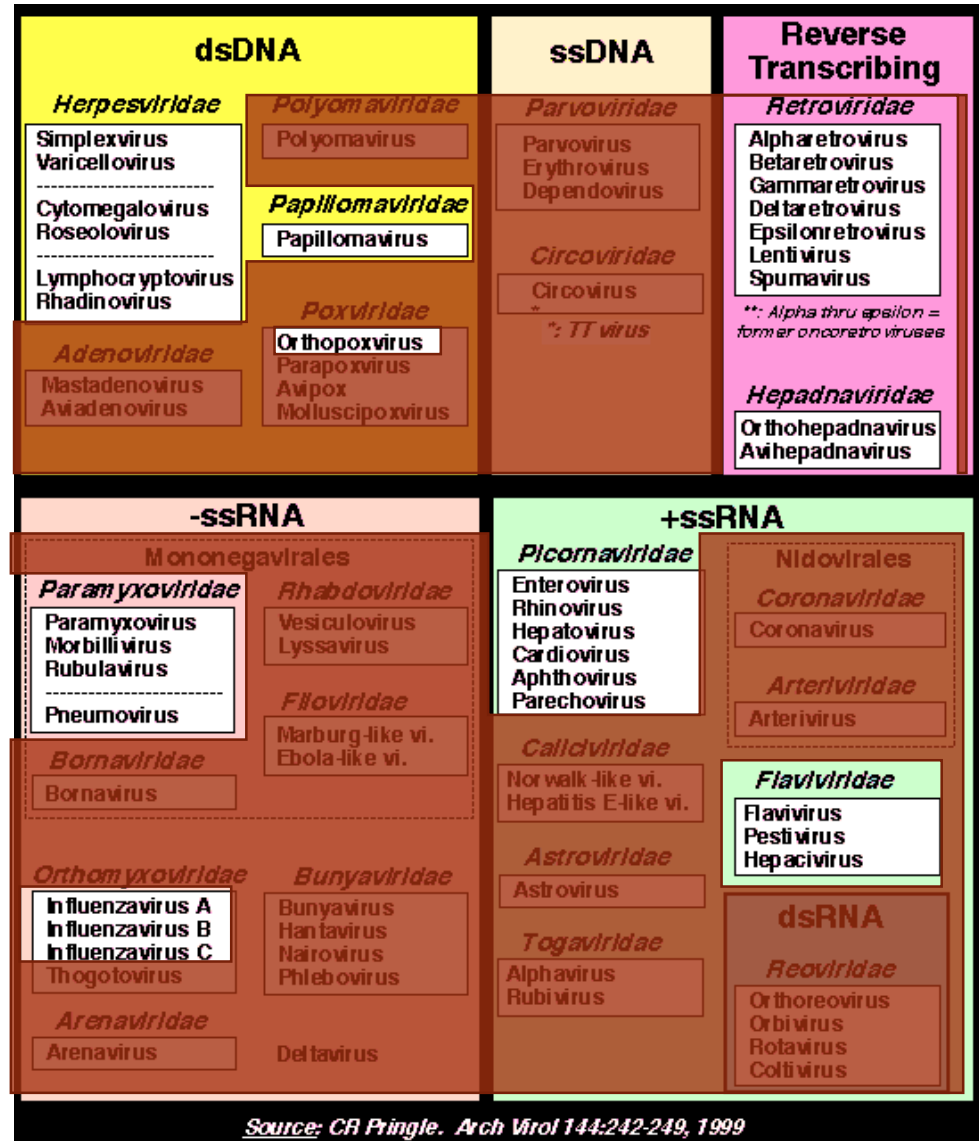 dsDNA
Herpesviridae
Simplexvirus
Varicellovirus
-------------------------
Cytomegalovirus
Roseolovirus
-------------------------
Lymphocryptovirus
Rhadinovirus
Adenoviridae
Mastadenovirus
Aviadenovirus
Polyomaviridae
Polyomavirus
Papillomaviridae
Papillomavirus
Poxviridae
Orthopoxvirus
Parapoxvirus
Avipox
Molluscipoxvirus
ssDNA
Parvoviridae
Parvovirus
Erythrovirus
Dependovirus
Circoviridae
Circovirus
*
*: TT virus
Reverse
Transcribing
Retroviridae
Alpharetrovirus
Betaretrovirus
Gammaretrovirus
Deltaretrovirus
Epsilonretrovirus
Lentivirus
Spumavirus
**: Alpha thru epsilon =
former oncoretroviruses
Hepadnaviridae
Orthohepadnavirus
Avihepadnavirus
-ssRNA
Mononegavirales
Paramyxoviridae
Paramyxovirus
Morbillivirus
Rubulavirus
-------------------------
Pneumovirus
Bornaviridae
Bornavirus
Rhabdoviridae
Vesiculovirus
Lyssavirus
Filoviridae
Marburg-like vi.
Ebola-like vi.
Orthomyxoviridae
Influenzavirus A
Influenzavirus B
Influenzavirus C
Thogotovirus
Arenaviridae
Arenavirus
Bunyaviridae
Bunyavirus
Hantavirus
Nairovirus
Phlebovirus
Deltavirus
+ssRNA
Picornaviridae
Enterovirus
Rhinovirus
Hepatovirus
Cardiovirus
Aphthovirus
Parechovirus
Caliciviridae
Norwalk-like vi.
Hepatitis E-like vi.
Astroviridae
Astrovirus
Togaviridae
Alphavirus
Rubivirus
Nidovirales
Coronaviridae
Coronavirus
Arteriviridae
Arterivirus
Flaviviridae
Flavivirus
Pestivirus
Hepacivirus
dsRNA
Reoviridae
Orthoreovirus
Orbivirus
Rotavirus
Coltivirus
Source: CR Pringle. Arch Virol 144:242-249, 1999